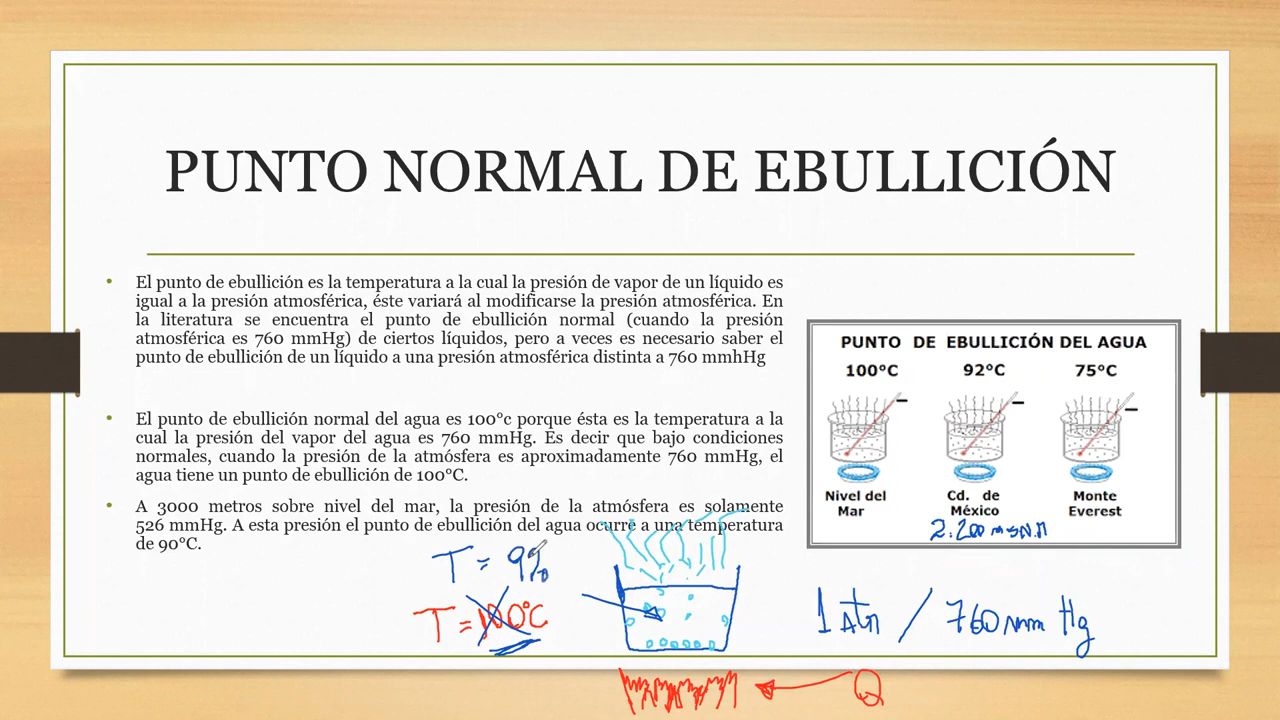 PUNTO NORMAL DE EBULLICIÓN
• El punto de ebullición es la temperatura a la cual la presión de vapor de un líquido es
igual a la presión atmosférica, éste variará al modificarse la presión atmosférica. En
la literatura se encuentra el punto de ebullición normal (cuando la presión
atmosférica es 760 mmHg) de ciertos líquidos, pero a veces es necesario saber el
punto de ebullición de un líquido a una presión atmosférica distinta a 760 mmhHg
• El punto de ebullición normal del agua es 100°c porque ésta es la temperatura a la
cual la presión del vapor del agua es 760 mmHg. Es decir que bajo condiciones
normales, cuando la presión de la atmósfera es aproximadamente 760 mmHg, el
agua tiene un punto de ebullición de 100°C.
• A 3000 metros sobre nivel del mar, la presión de la atmósfera es solamente
526 mmHg. A esta presión el punto de ebullición del agua ocurre a una temperatura
de 90°C.
PUNTO DE EBULLICIÓN DEL AGUA
100°C 92°C 75°C
Nivel del Mar
Cd. de México
Monte Everest
2.200 msn.m
T =
T = 100°C
1 Atm / 760 mm Hg
Q